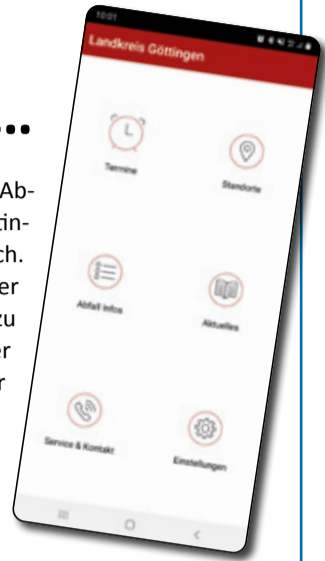 ...
Ab-
tin-
ch.
er
zu
er
r
10:01
Landkreis Göttingen
Termine
Standorte
Abfall Infos
Aktuelles
Service & Kontakt
Einstellungen